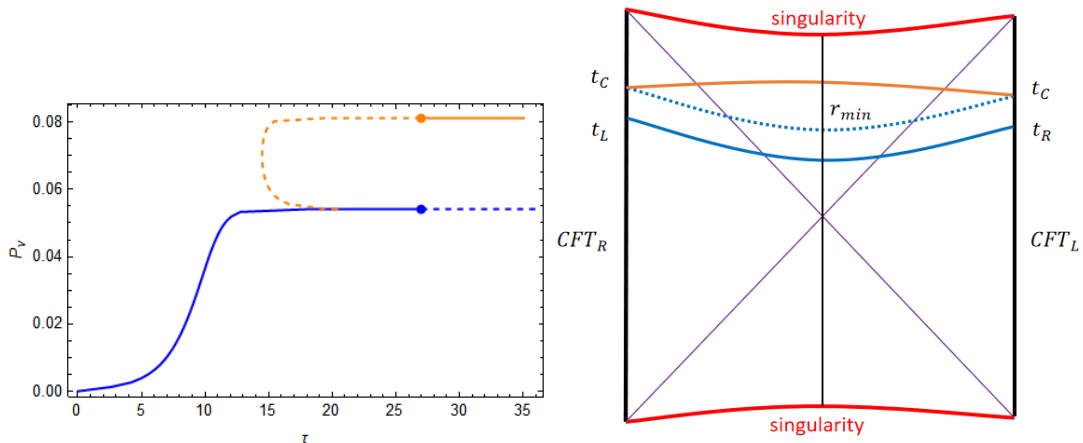 0.08
0.06
0.04
0.02
0.00
P_v
0 5 10 15 20 25 30 35
τ
singularity
t_C
t_C
r_min
t_L
t_R
CFT_R
CFT_L
singularity